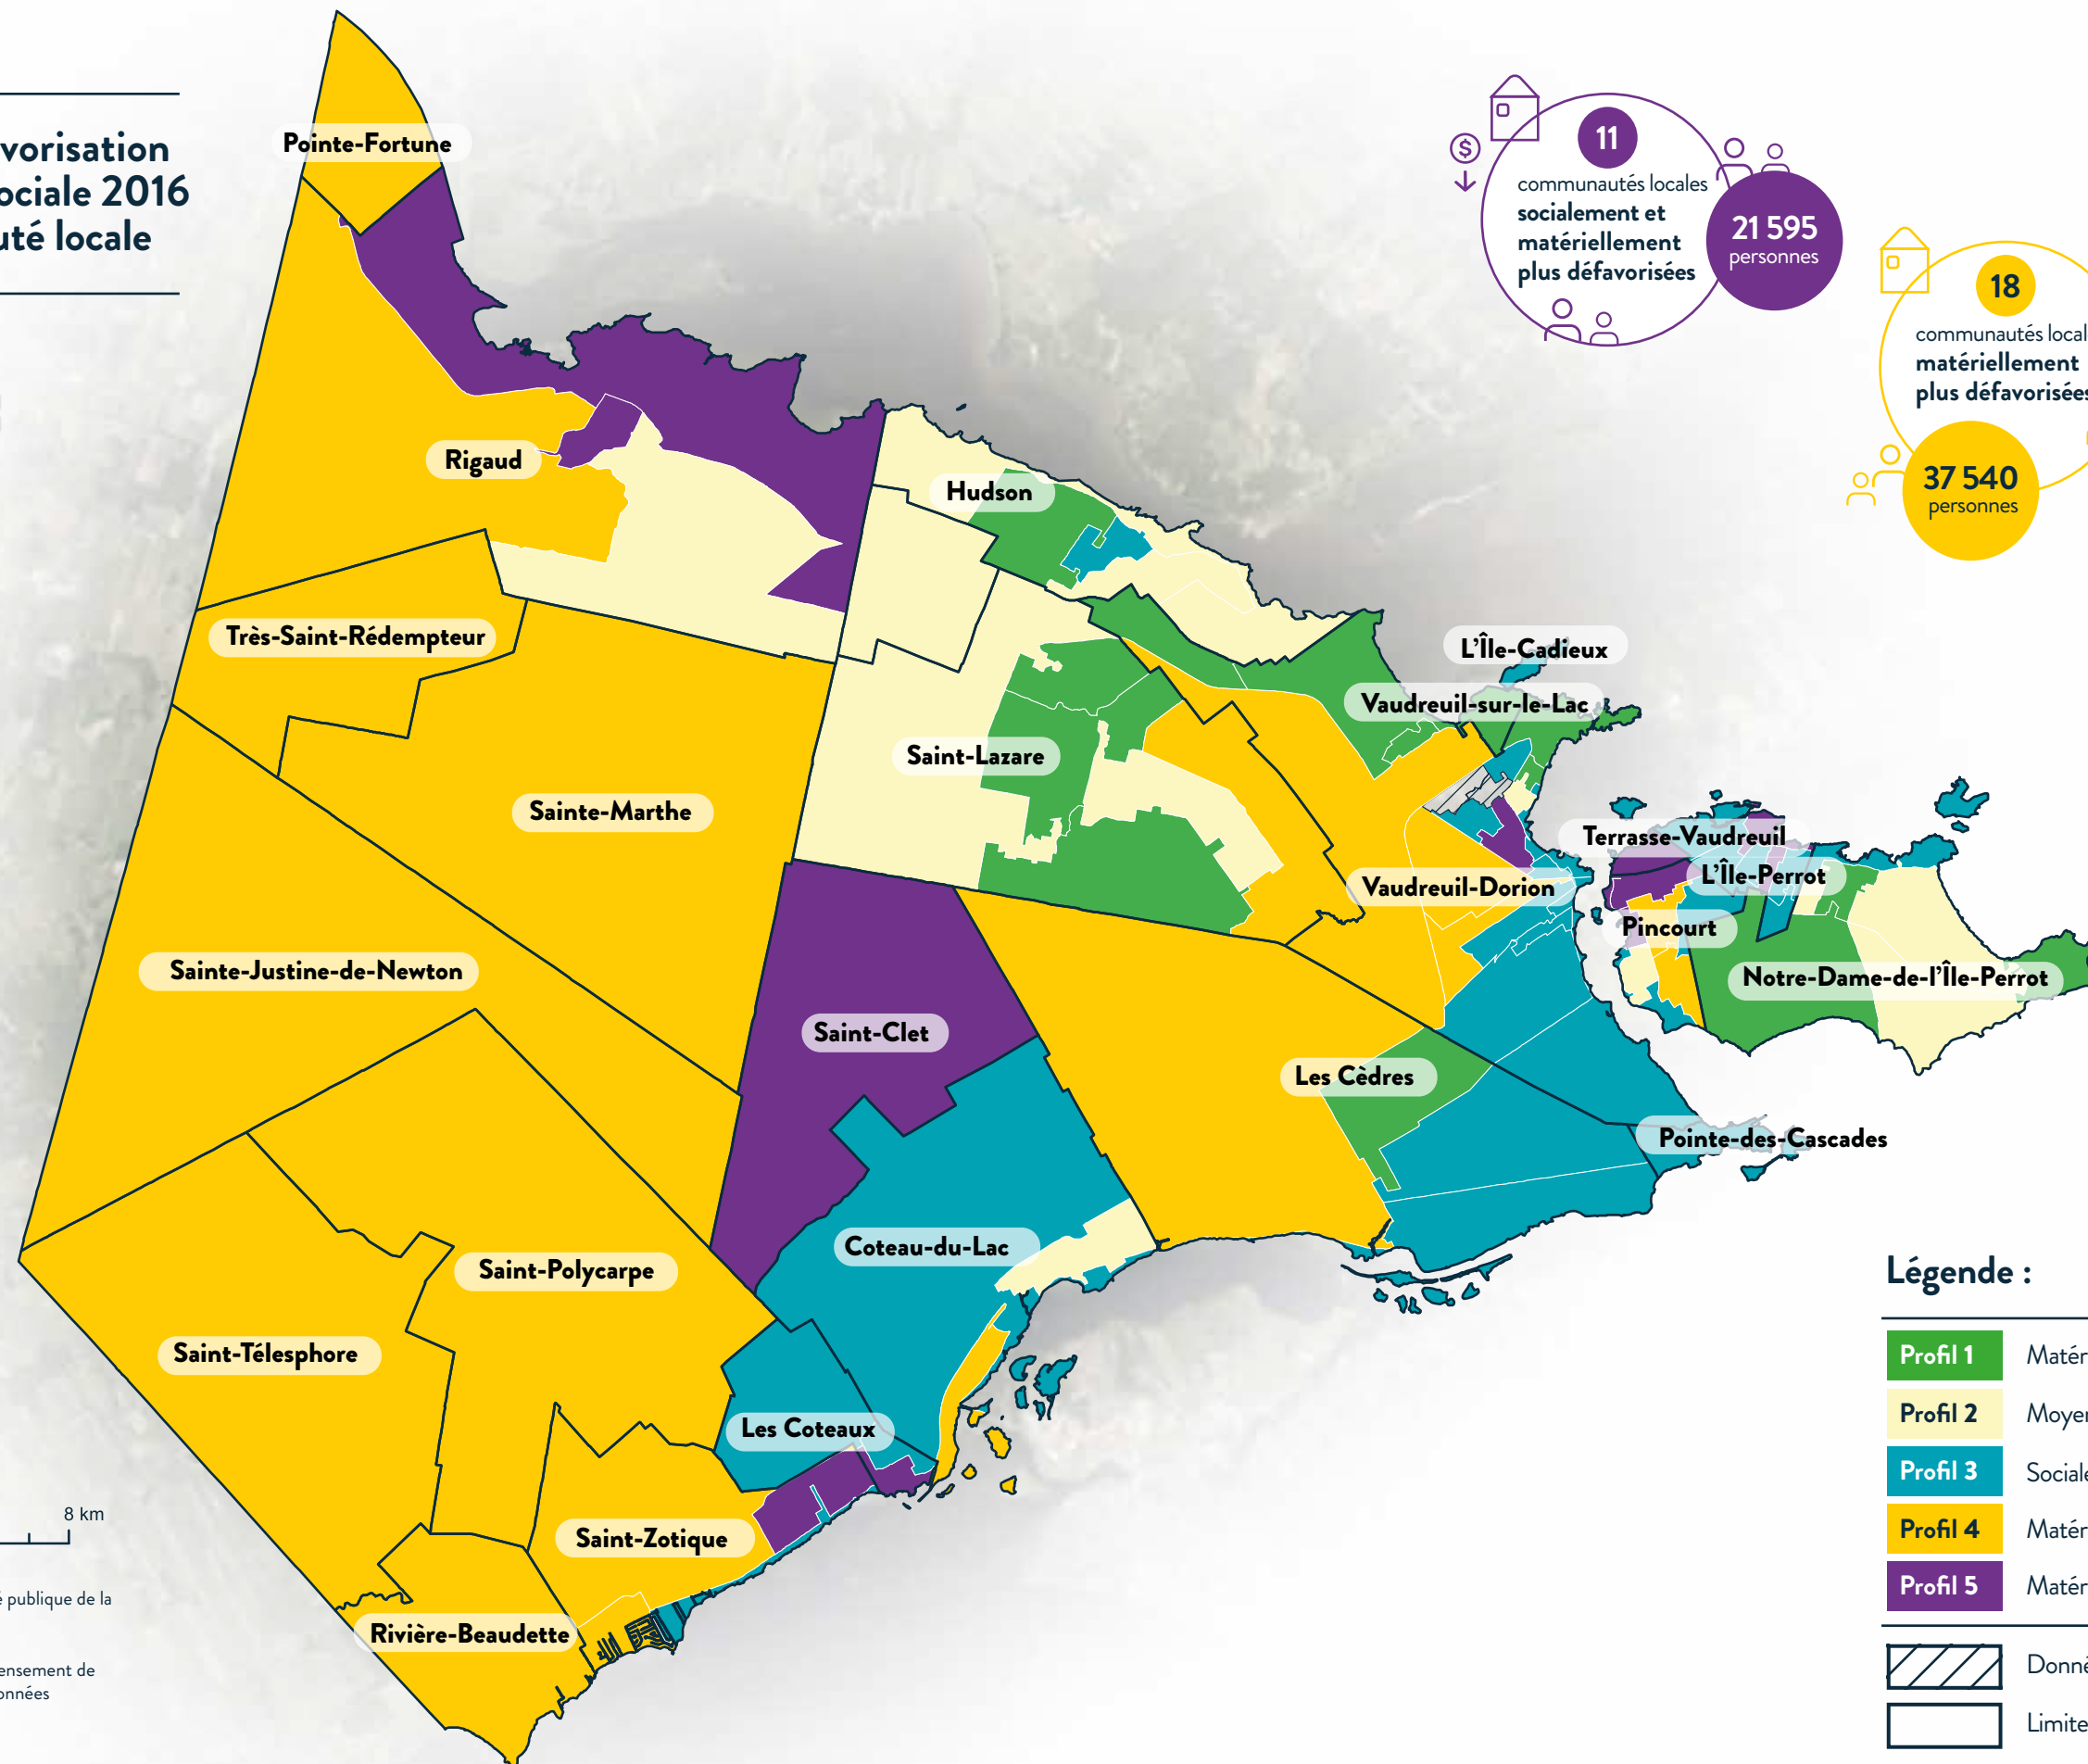 vorisation
ociale 2016
uté locale
11
communautés locales
socialement et
matériellement
plus défavorisées
21 595
personnes
18
communautés local
matériellement
plus défavorisées
37 540
personnes
Pointe-Fortune
Rigaud
Hudson
Très-Saint-Rédempteur
L'Île-Cadieux
Vaudreuil-sur-le-Lac
Saint-Lazare
Sainte-Marthe
Terrasse-Vaudreuil
L'Île-Perrot
Vaudreuil-Dorion
Pincourt
Sainte-Justine-de-Newton
Notre-Dame-de-l'Île-Perrot
Saint-Clet
Les Cèdres
Pointe-des-Cascades
Coteau-du-Lac
Saint-Polycarpe
Saint-Télesphore
Les Coteaux
Saint-Zotique
Rivière-Beaudette
8 km
é publique de la
ensement de
onnées
Légende :
Profil 1 Matér
Profil 2 Moyer
Profil 3 Sociale
Profil 4 Matér
Profil 5 Matér
Donné
Limite